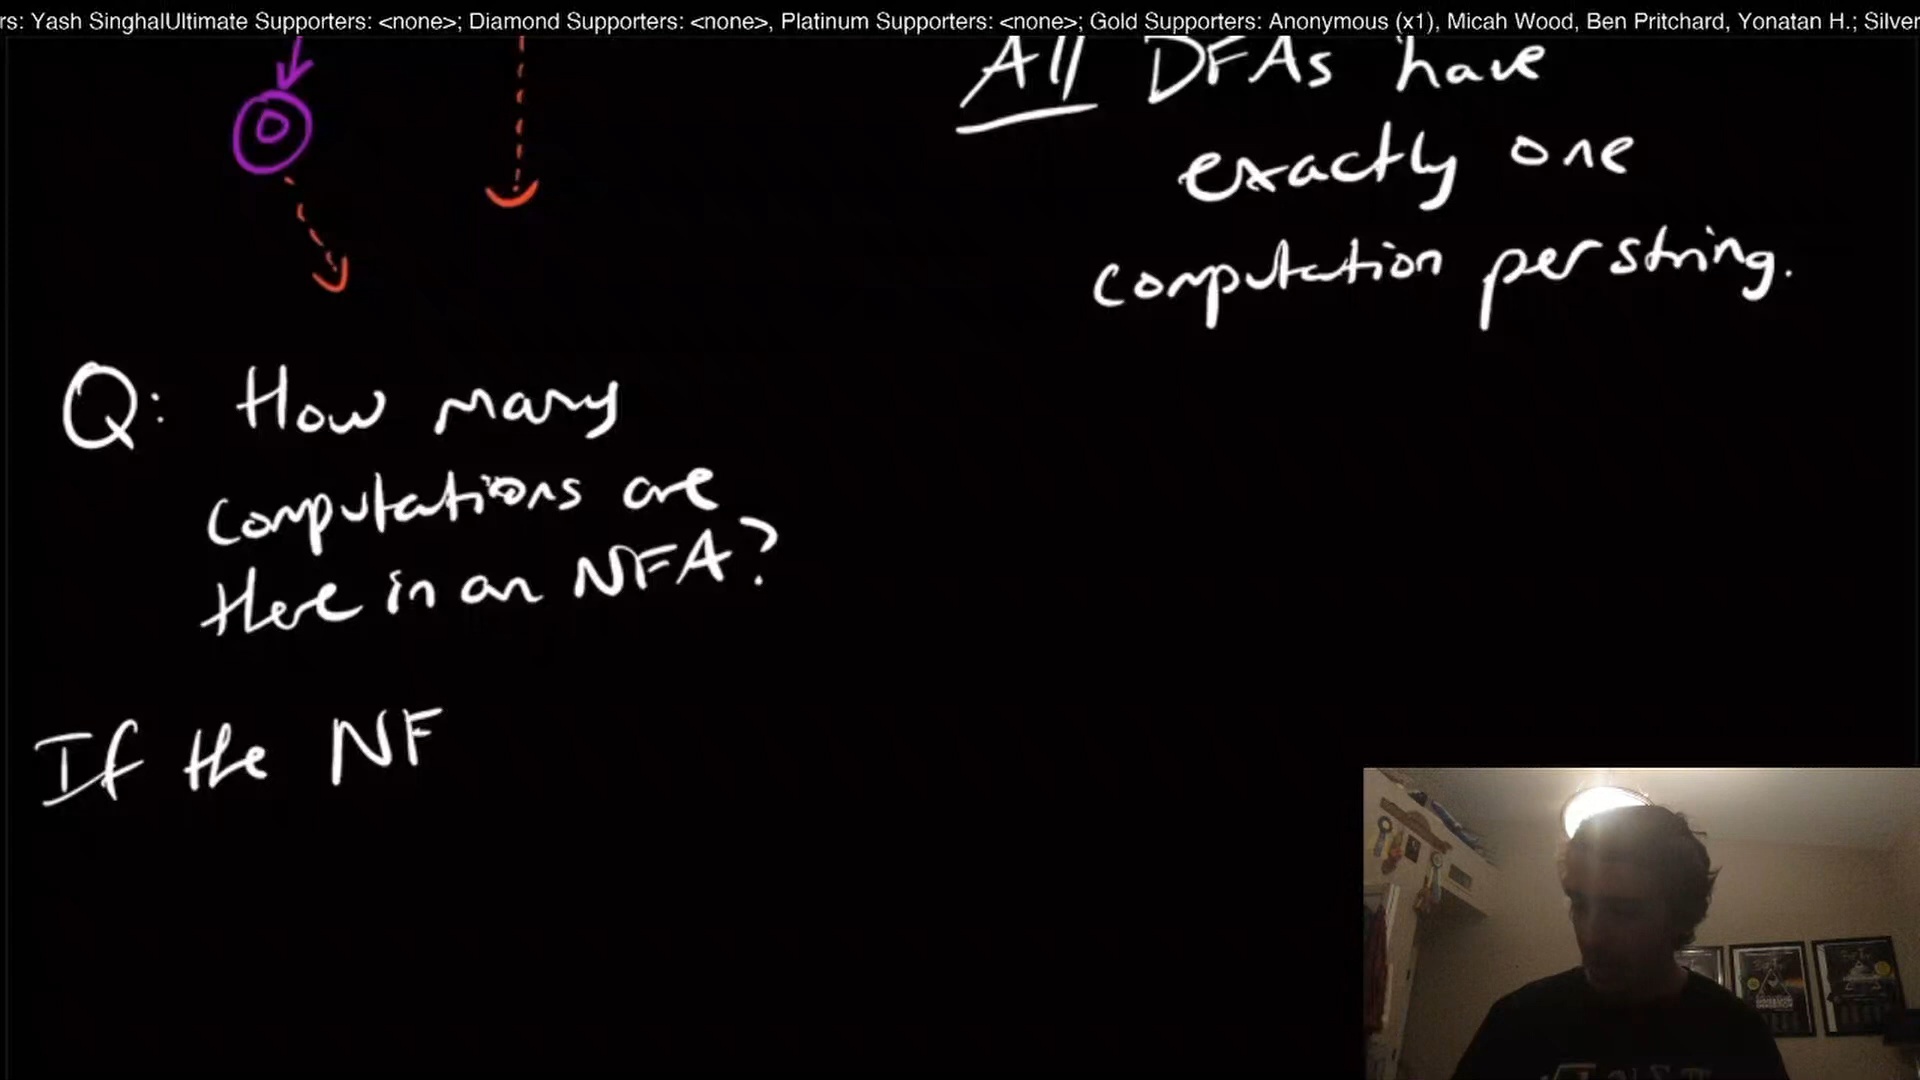 rs: Yash Singhal|Ultimate Supporters: <none>; Diamond Supporters: <none>, Platinum Supporters: <none>; Gold Supporters: Anonymous (x1), Micah Wood, Ben Pritchard, Yonatan H.; Silver
All DFAs have
exactly one
computation per string.
Q: How many
computations are
there in an NFA?
If the NF